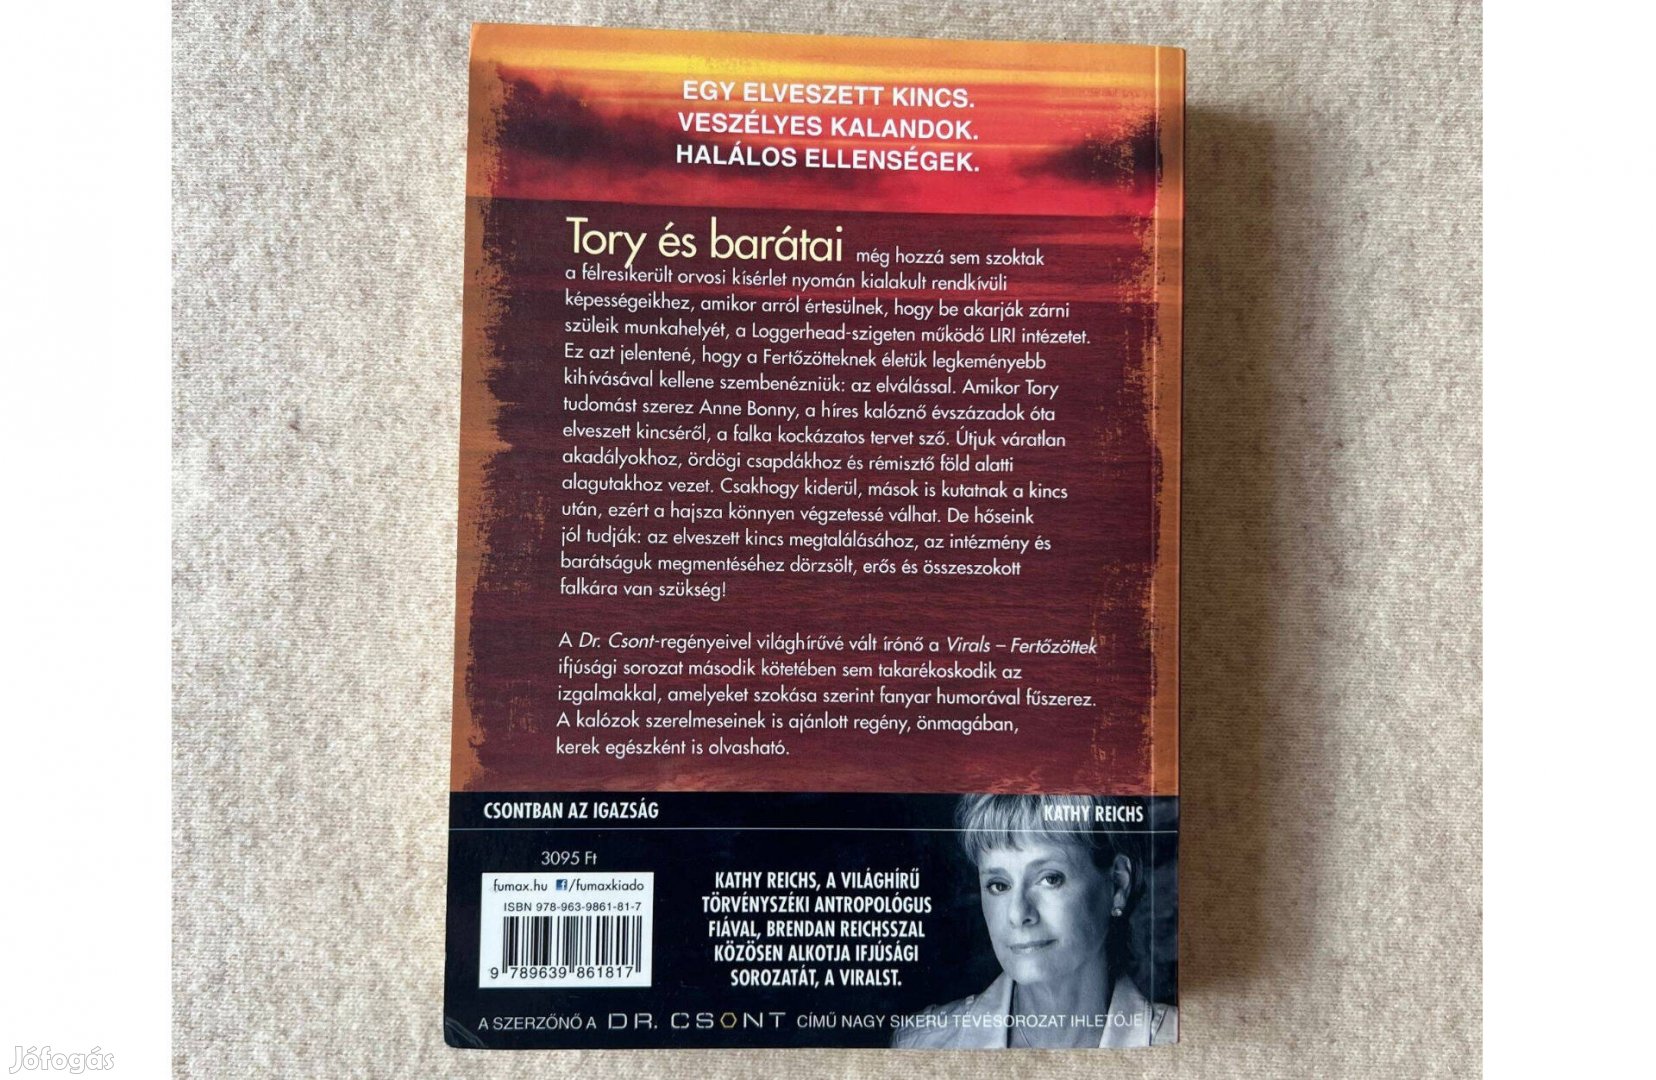 EGY ELVESZETT KINCS.
VESZÉLYES KALANDOK.
HALÁLOS ELLENSÉGEK.
Tory és barátai még hozzá sem szoktak
a félresikerült orvosi kísérlet nyomán kialakult rendkívüli
képességeikhez, amikor arról értesülnek, hogy be akarják zárni
szüleik munkahelyét, a Loggerhead-szigeten működő LIRI intézetet.
Ez azt jelentené, hogy a Fertőzötteknek életük legkeményebb
kihívásával kellene szembenézniük: az elválással. Amikor Tory
tudomást szerez Anne Bonny, a híres kalóznő évszázadok óta
elveszett kincséről, a falka kockázatos tervet sző. Útjuk váratlan
akadályokhoz, ördögi csapdákhoz és rémisztő föld alatti
alagutakhoz vezet. Csakhogy kiderül, mások is kutatnak a kincs
után, ezért a hajsza könnyen végzetessé válhat. De hőseink
jól tudják: az elveszett kincs megtalálásához, az intézmény és
barátságuk megmentéséhez dörzsölt, erős és összeszokott
falkára van szükség!
A Dr. Csont-regényeivel világhírűvé vált írónő a Virals – Fertőzöttek
ifjúsági sorozat második kötetében sem takarékoskodik az
izgalmakkal, amelyeket szokása szerint fanyar humorával fűszerez.
A kalózok szerelmeseinek is ajánlott regény, önmagában,
kerek egészként is olvasható.
CSONTBAN AZ IGAZSÁG
KATHY REICHS
3095 Ft
fumax.hu f/fumaxkiado
ISBN 978-963-9861-81-7
9 789639 861817
KATHY REICHS, A VILÁGHÍRŰ
TÖRVÉNYSZÉKI ANTROPOLÓGUS
FIÁVAL, BRENDAN REICHSSZAL
KÖZÖSEN ALKOTJA IFJÚSÁGI
SOROZATÁT, A VIRALST.
A SZERZŐNŐ A DR. CSONT CÍMŰ NAGY SIKERŰ TÉVÉSOROZAT IHLETŐJE
Jófogás